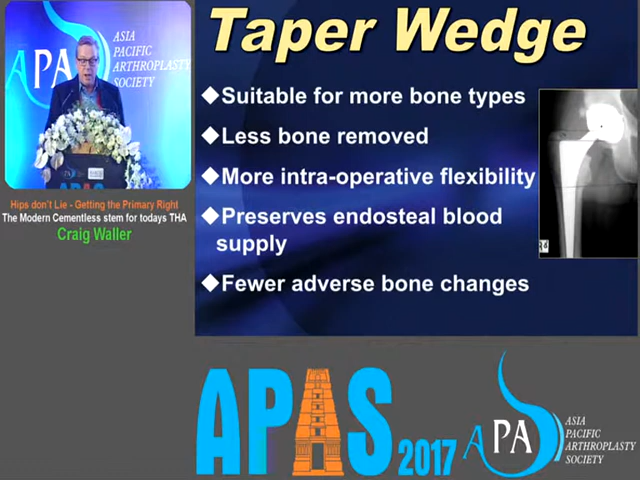 APA
ASIA
PACIFIC
ARTHROPLASTY
SOCIETY
APAS
Hips don't Lie - Getting the Primary Right
The Modern Cementless stem for todays THA
Craig Waller
Taper Wedge
◆Suitable for more bone types
◆Less bone removed
◆More intra-operative flexibility
◆Preserves endosteal blood
supply
◆Fewer adverse bone changes
APAS 2017
APA
ASIA
PACIFIC
ARTHROPLASTY
SOCIETY